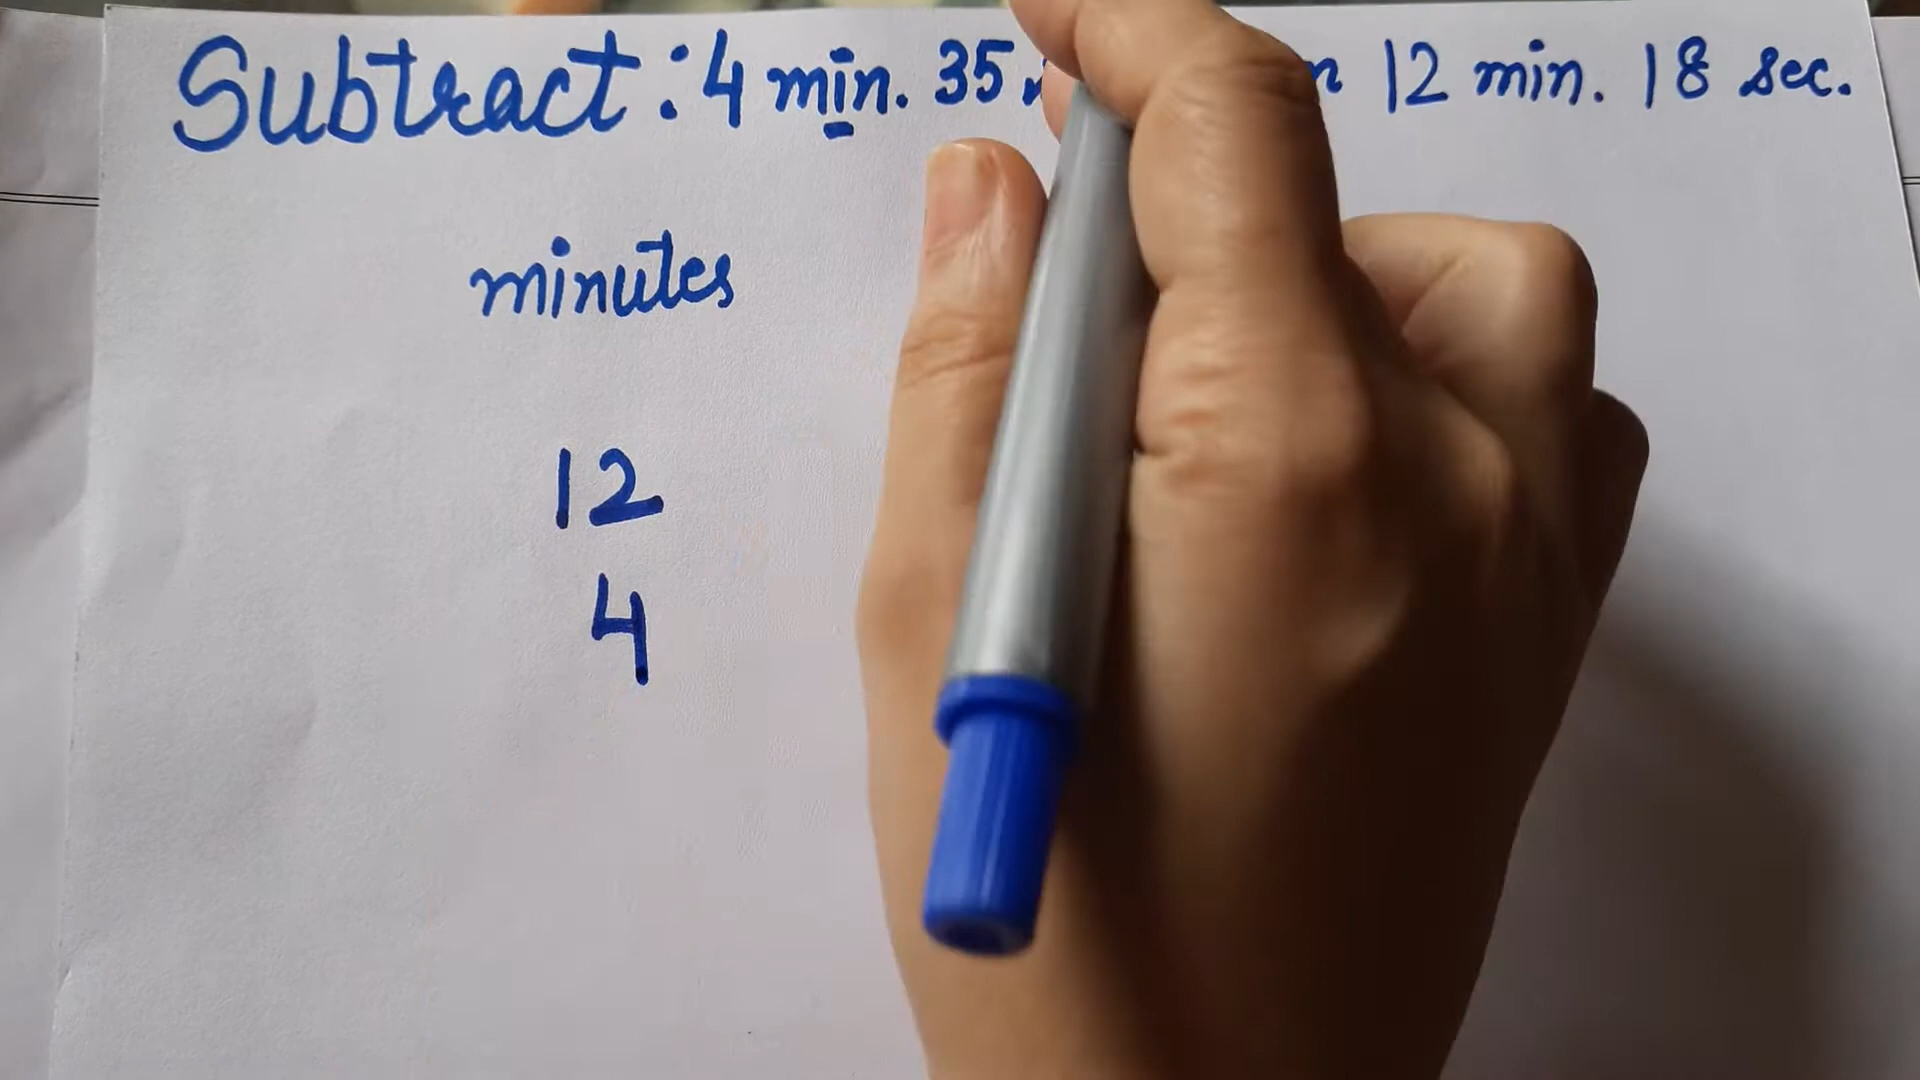 Subtract : 4 min. 35 12 min. 18 sec.
minutes
12
4